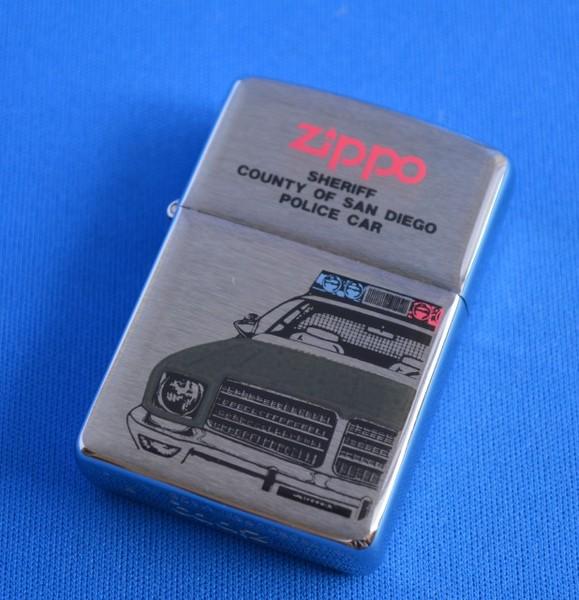 zippo
SHERIFF
COUNTY OF SAN DIEGO
POLICE CAR